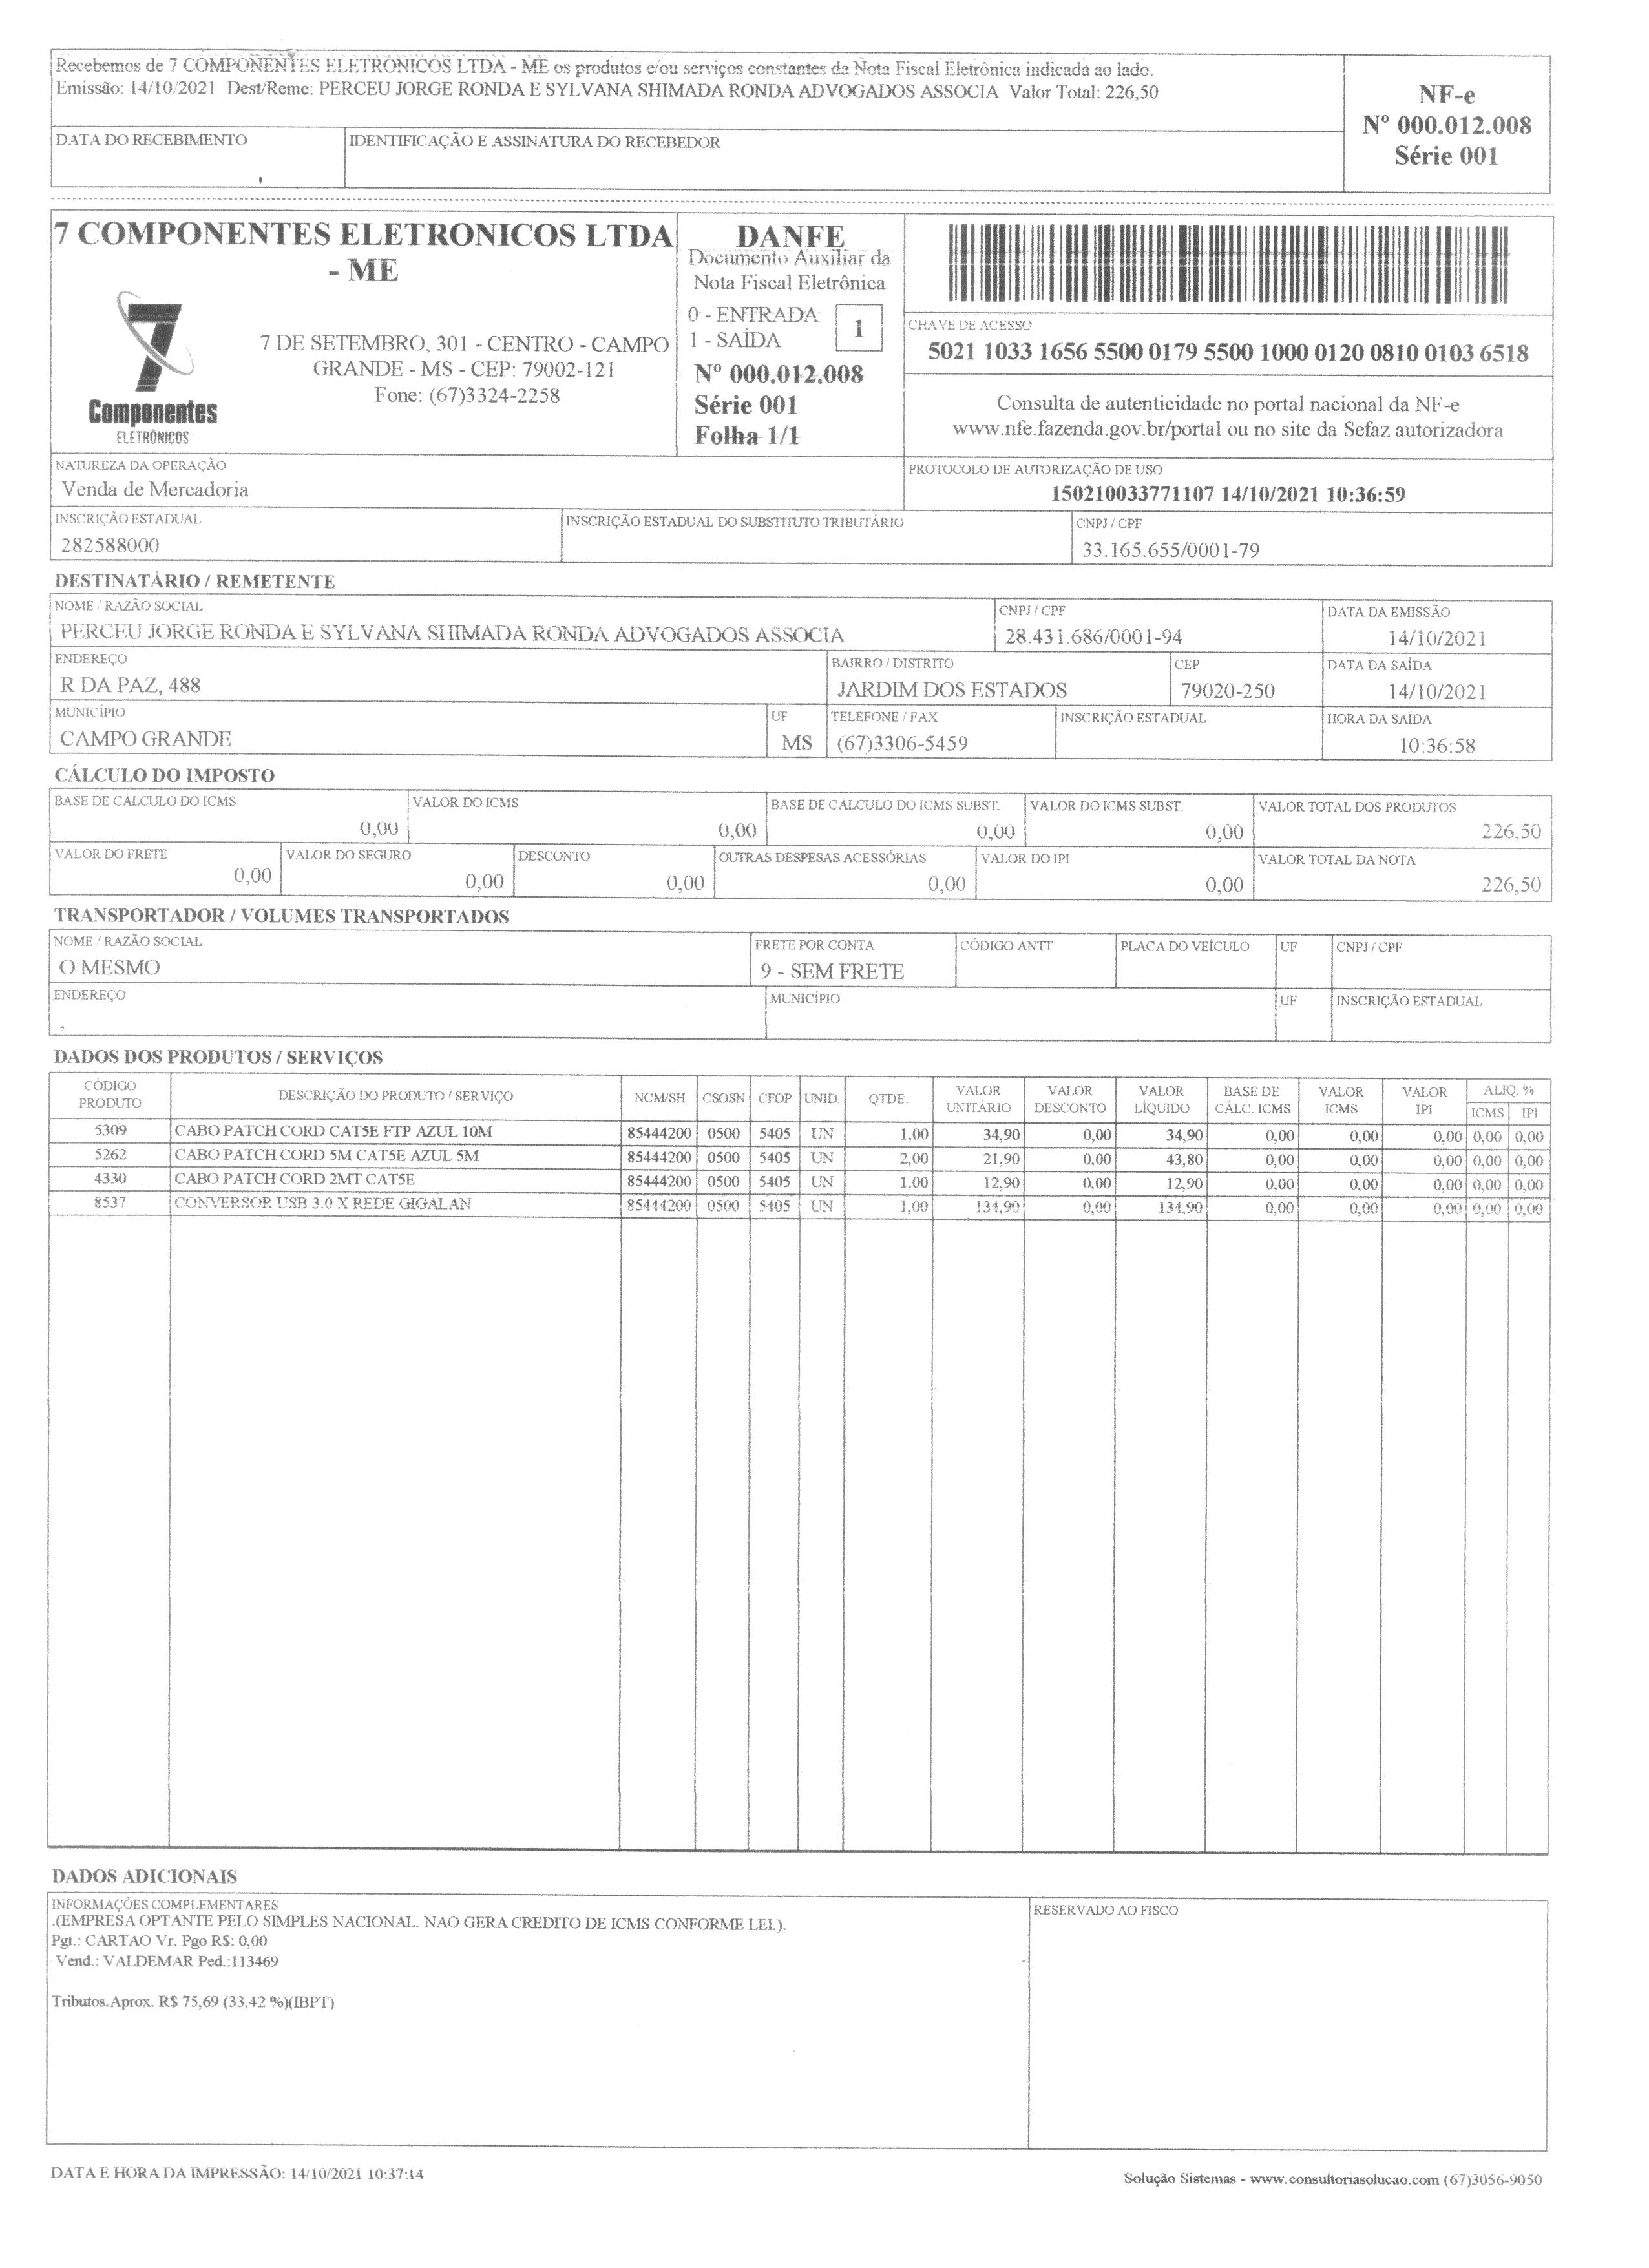 Recebemos de 7 COMPONENTES ELETRONICOS LTDA - ME os produtos e/ou serviços constantes da Nota Fiscal Eletrônica indicada ao lado.
Emissão: 14/10/2021 Dest/Reme: PERCEU JORGE RONDA E SYLVANA SHIMADA RONDA ADVOGADOS ASSOCIA Valor Total: 226,50
NF-e
Nº 000.012.008
Série 001
DATA DO RECEBIMENTO IDENTIFICAÇÃO E ASSINATURA DO RECEBEDOR
7 COMPONENTES ELETRONICOS LTDA
- ME
7
Componentes
ELETRÔNICOS
7 DE SETEMBRO, 301 - CENTRO - CAMPO
GRANDE - MS - CEP: 79002-121
Fone: (67)3324-2258
DANFE
Documento Auxiliar da
Nota Fiscal Eletrônica
0 - ENTRADA
1 - SAÍDA
1
Nº 000.012.008
Série 001
Folha 1/1
CHAVE DE ACESSO
5021 1033 1656 5500 0179 5500 1000 0120 0810 0103 6518
Consulta de autenticidade no portal nacional da NF-e
www.nfe.fazenda.gov.br/portal ou no site da Sefaz autorizadora
NATUREZA DA OPERAÇÃO
Venda de Mercadoria
PROTOCOLO DE AUTORIZAÇÃO DE USO
150210033771107 14/10/2021 10:36:59
INSCRIÇÃO ESTADUAL INSCRIÇÃO ESTADUAL DO SUBSTITUTO TRIBUTÁRIO CNPJ / CPF
282588000 33.165.655/0001-79
DESTINATÁRIO / REMETENTE
NOME / RAZÃO SOCIAL CNPJ / CPF DATA DA EMISSÃO
PERCEU JORGE RONDA E SYLVANA SHIMADA RONDA ADVOGADOS ASSOCIA 28.431.686/0001-94 14/10/2021
ENDEREÇO BAIRRO / DISTRITO CEP DATA DA SAÍDA
R DA PAZ, 488 JARDIM DOS ESTADOS 79020-250 14/10/2021
MUNICÍPIO UF TELEFONE / FAX INSCRIÇÃO ESTADUAL HORA DA SAÍDA
CAMPO GRANDE MS (67)3306-5459 10:36:58
CÁLCULO DO IMPOSTO
BASE DE CÁLCULO DO ICMS VALOR DO ICMS BASE DE CÁLCULO DO ICMS SUBST. VALOR DO ICMS SUBST. VALOR TOTAL DOS PRODUTOS
0,00 0,00 0,00 0,00 226,50
VALOR DO FRETE VALOR DO SEGURO DESCONTO OUTRAS DESPESAS ACESSÓRIAS VALOR DO IPI VALOR TOTAL DA NOTA
0,00 0,00 0,00 0,00 0,00 226,50
TRANSPORTADOR / VOLUMES TRANSPORTADOS
NOME / RAZÃO SOCIAL FRETE POR CONTA CÓDIGO ANTT PLACA DO VEÍCULO UF CNPJ / CPF
O MESMO 9 - SEM FRETE
ENDEREÇO MUNICÍPIO UF INSCRIÇÃO ESTADUAL
,
DADOS DOS PRODUTOS / SERVIÇOS
CÓDIGO PRODUTO DESCRIÇÃO DO PRODUTO / SERVIÇO NCM/SH CSOSN CFOP UNID. QTDE. VALOR UNITÁRIO VALOR DESCONTO VALOR LÍQUIDO BASE DE CÁLC. ICMS VALOR ICMS VALOR IPI ALIQ. % ICMS IPI
5309 CABO PATCH CORD CAT5E FTP AZUL 10M 85444200 0500 5405 UN 1,00 34,90 0,00 34,90 0,00 0,00 0,00 0,00 0,00
5262 CABO PATCH CORD 5M CAT5E AZUL 5M 85444200 0500 5405 UN 2,00 21,90 0,00 43,80 0,00 0,00 0,00 0,00 0,00
4330 CABO PATCH CORD 2MT CAT5E 85444200 0500 5405 UN 1,00 12,90 0,00 12,90 0,00 0,00 0,00 0,00 0,00
8537 CONVERSOR USB 3.0 X REDE GIGALAN 85444200 0500 5405 UN 1,00 134,90 0,00 134,90 0,00 0,00 0,00 0,00 0,00
DADOS ADICIONAIS
INFORMAÇÕES COMPLEMENTARES RESERVADO AO FISCO
.(EMPRESA OPTANTE PELO SIMPLES NACIONAL. NAO GERA CREDITO DE ICMS CONFORME LEI.).
Pgt.: CARTAO Vr. Pgo R$: 0,00
Vend.: VALDEMAR Ped.:113469
Tributos.Aprox. R$ 75,69 (33,42 %)(IBPT)
DATA E HORA DA IMPRESSÃO: 14/10/2021 10:37:14
Solução Sistemas - www.consultoriasolucao.com (67)3056-9050